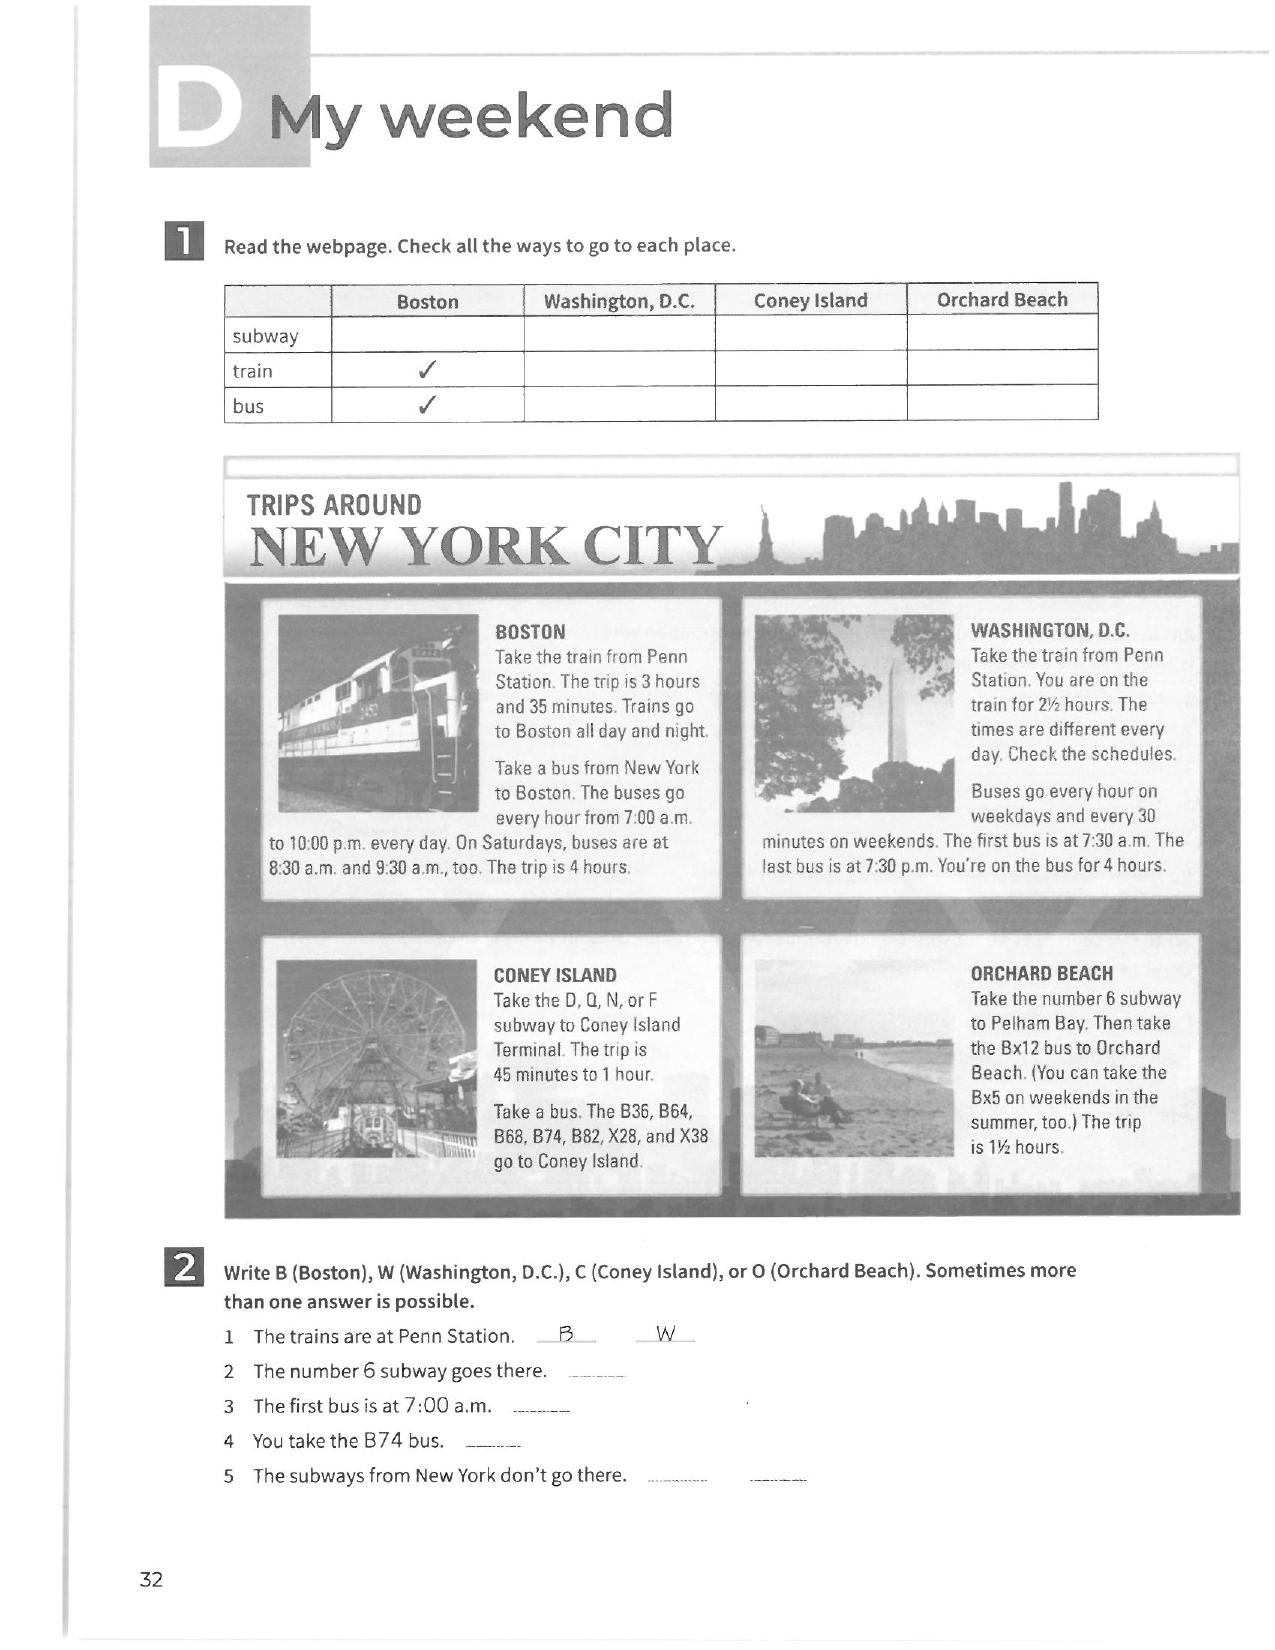 D My weekend
1 Read the webpage. Check all the ways to go to each place.
Boston Washington, D.C. Coney Island Orchard Beach
subway
train ✓
bus ✓
TRIPS AROUND
NEW YORK CITY
BOSTON
Take the train from Penn
Station. The trip is 3 hours
and 35 minutes. Trains go
to Boston all day and night.
Take a bus from New York
to Boston. The buses go
every hour from 7:00 a.m.
to 10:00 p.m. every day. On Saturdays, buses are at
8:30 a.m. and 9:30 a.m., too. The trip is 4 hours.
WASHINGTON, D.C.
Take the train from Penn
Station. You are on the
train for 2½ hours. The
times are different every
day. Check the schedules.
Buses go every hour on
weekdays and every 30
minutes on weekends. The first bus is at 7:30 a.m. The
last bus is at 7:30 p.m. You're on the bus for 4 hours.
CONEY ISLAND
Take the D, Q, N, or F
subway to Coney Island
Terminal. The trip is
45 minutes to 1 hour.
Take a bus. The B36, B64,
B68, B74, B82, X28, and X38
go to Coney Island.
ORCHARD BEACH
Take the number 6 subway
to Pelham Bay. Then take
the Bx12 bus to Orchard
Beach. (You can take the
Bx5 on weekends in the
summer, too.) The trip
is 1½ hours.
2 Write B (Boston), W (Washington, D.C.), C (Coney Island), or O (Orchard Beach). Sometimes more
than one answer is possible.
1 The trains are at Penn Station. B W
2 The number 6 subway goes there.
3 The first bus is at 7:00 a.m.
4 You take the B74 bus.
5 The subways from New York don't go there.
32